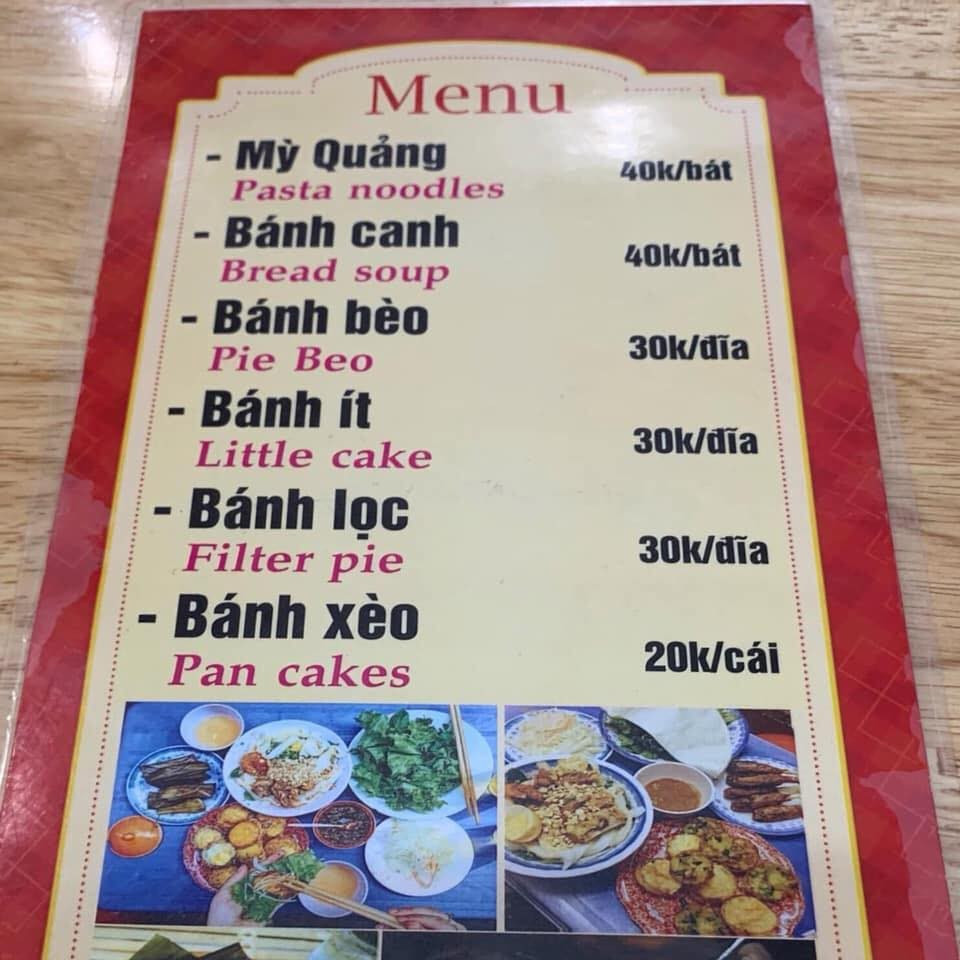 Menu
- Mỳ Quảng 40k/bát
Pasta noodles
- Bánh canh 40k/bát
Bread soup
- Bánh bèo 30k/đĩa
Pie Beo
- Bánh ít 30k/đĩa
Little cake
- Bánh lọc 30k/đĩa
Filter pie
- Bánh xèo 20k/cái
Pan cakes